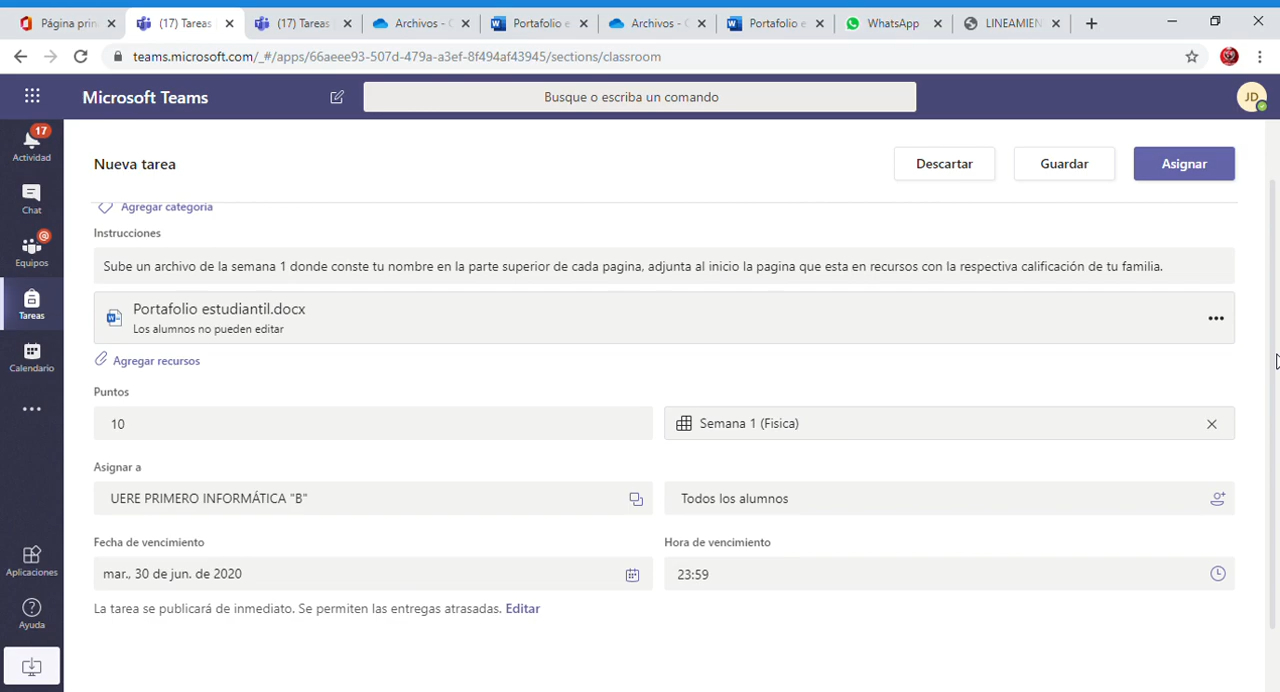 Página prin
(17) Tareas
(17) Tareas
Archivos - O
Portafolio e
Archivos - O
Portafolio e
WhatsApp
LINEAMIEN
teams.microsoft.com/_#/apps/66aeee93-507d-479a-a3ef-8f494af43945/sections/classroom
Microsoft Teams
Busque o escriba un comando
JD
17
Actividad
Chat
Equipos
Tareas
Calendario
Aplicaciones
Ayuda
Nueva tarea
Descartar
Guardar
Asignar
Agregar categoría
Instrucciones
Sube un archivo de la semana 1 donde conste tu nombre en la parte superior de cada pagina, adjunta al inicio la pagina que esta en recursos con la respectiva calificación de tu familia.
Portafolio estudiantil.docx
Los alumnos no pueden editar
Agregar recursos
Puntos
10
Semana 1 (Fisica)
Asignar a
UERE PRIMERO INFORMÁTICA "B"
Todos los alumnos
Fecha de vencimiento
Hora de vencimiento
mar., 30 de jun. de 2020
23:59
La tarea se publicará de inmediato. Se permiten las entregas atrasadas. Editar